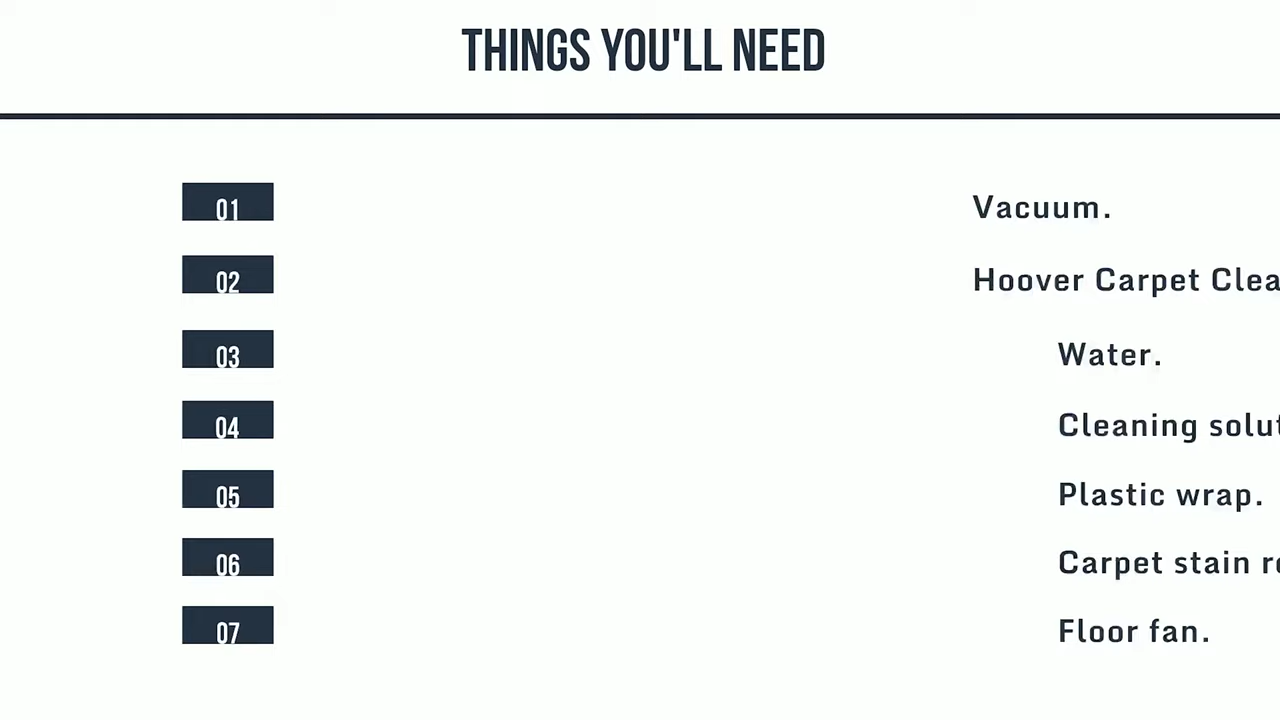 THINGS YOU'LL NEED
01 Vacuum.
02 Hoover Carpet
03 Water.
04 Cleaning
05 Plastic wrap.
06 Carpet stain
07 Floor fan.